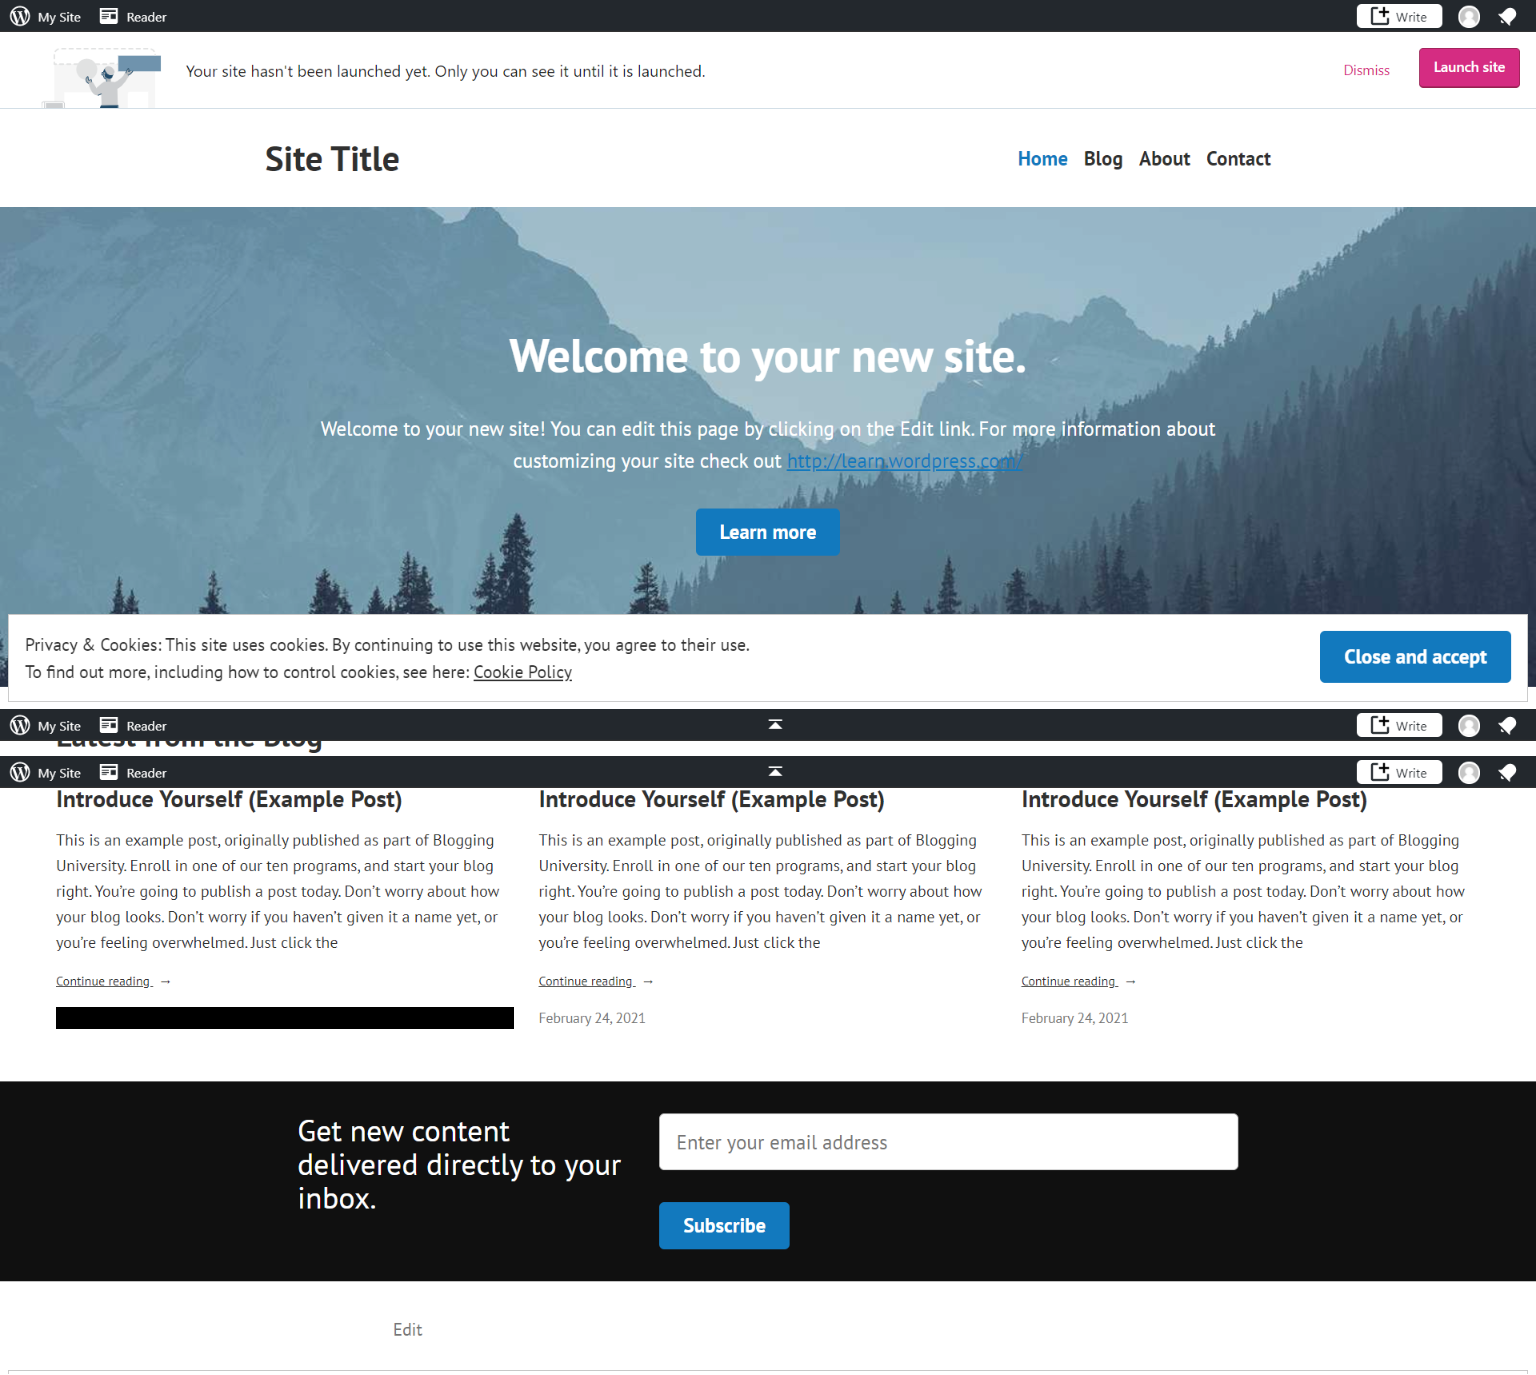 My Site Reader Write
Your site hasn't been launched yet. Only you can see it until it is launched. Dismiss Launch site
Site Title Home Blog About Contact
Welcome to your new site.
Welcome to your new site! You can edit this page by clicking on the Edit link. For more information about
customizing your site check out http://learn.wordpress.com/
Learn more
Privacy & Cookies: This site uses cookies. By continuing to use this website, you agree to their use.
To find out more, including how to control cookies, see here: Cookie Policy
Close and accept
My Site Reader Write
Latest from the Blog
My Site Reader Write
Introduce Yourself (Example Post)
This is an example post, originally published as part of Blogging
University. Enroll in one of our ten programs, and start your blog
right. You’re going to publish a post today. Don’t worry about how
your blog looks. Don’t worry if you haven’t given it a name yet, or
you’re feeling overwhelmed. Just click the
Continue reading →
Introduce Yourself (Example Post)
This is an example post, originally published as part of Blogging
University. Enroll in one of our ten programs, and start your blog
right. You’re going to publish a post today. Don’t worry about how
your blog looks. Don’t worry if you haven’t given it a name yet, or
you’re feeling overwhelmed. Just click the
Continue reading →
February 24, 2021
Introduce Yourself (Example Post)
This is an example post, originally published as part of Blogging
University. Enroll in one of our ten programs, and start your blog
right. You’re going to publish a post today. Don’t worry about how
your blog looks. Don’t worry if you haven’t given it a name yet, or
you’re feeling overwhelmed. Just click the
Continue reading →
February 24, 2021
Get new content
delivered directly to your
inbox.
Enter your email address
Subscribe
Edit